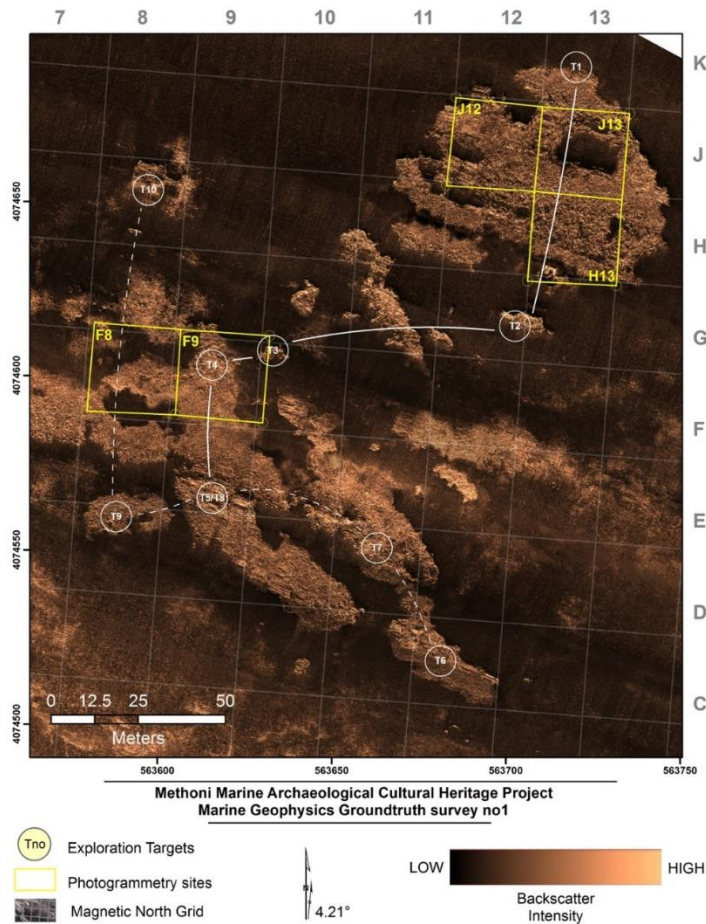 7 8 9 10 11 12 13
K
T1
J12 J13
J
4074650
T10
H
H13
T2
G
F8 F9 T3
T4
4074600
F
T5/T8
T9
E
4074550
T7
D
T6
0 12.5 25 50
Meters
C
4074500
563600 563650 563700 563750
Methoni Marine Archaeological Cultural Heritage Project
Marine Geophysics Groundtruth survey no1
Tno Exploration Targets
Photogrammetry sites
Magnetic North Grid
N
4.21°
LOW HIGH
Backscatter
Intensity